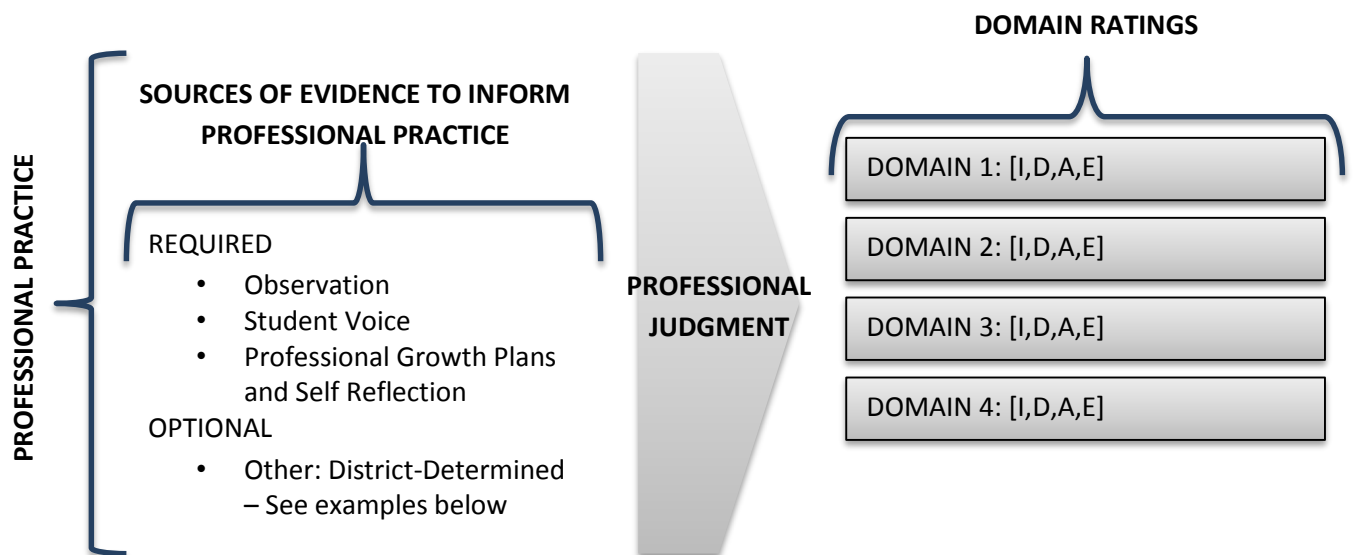 PROFESSIONAL PRACTICE
SOURCES OF EVIDENCE TO INFORM
PROFESSIONAL PRACTICE
REQUIRED
• Observation
• Student Voice
• Professional Growth Plans
and Self Reflection
OPTIONAL
• Other: District-Determined
– See examples below
PROFESSIONAL
JUDGMENT
DOMAIN RATINGS
DOMAIN 1: [I,D,A,E]
DOMAIN 2: [I,D,A,E]
DOMAIN 3: [I,D,A,E]
DOMAIN 4: [I,D,A,E]